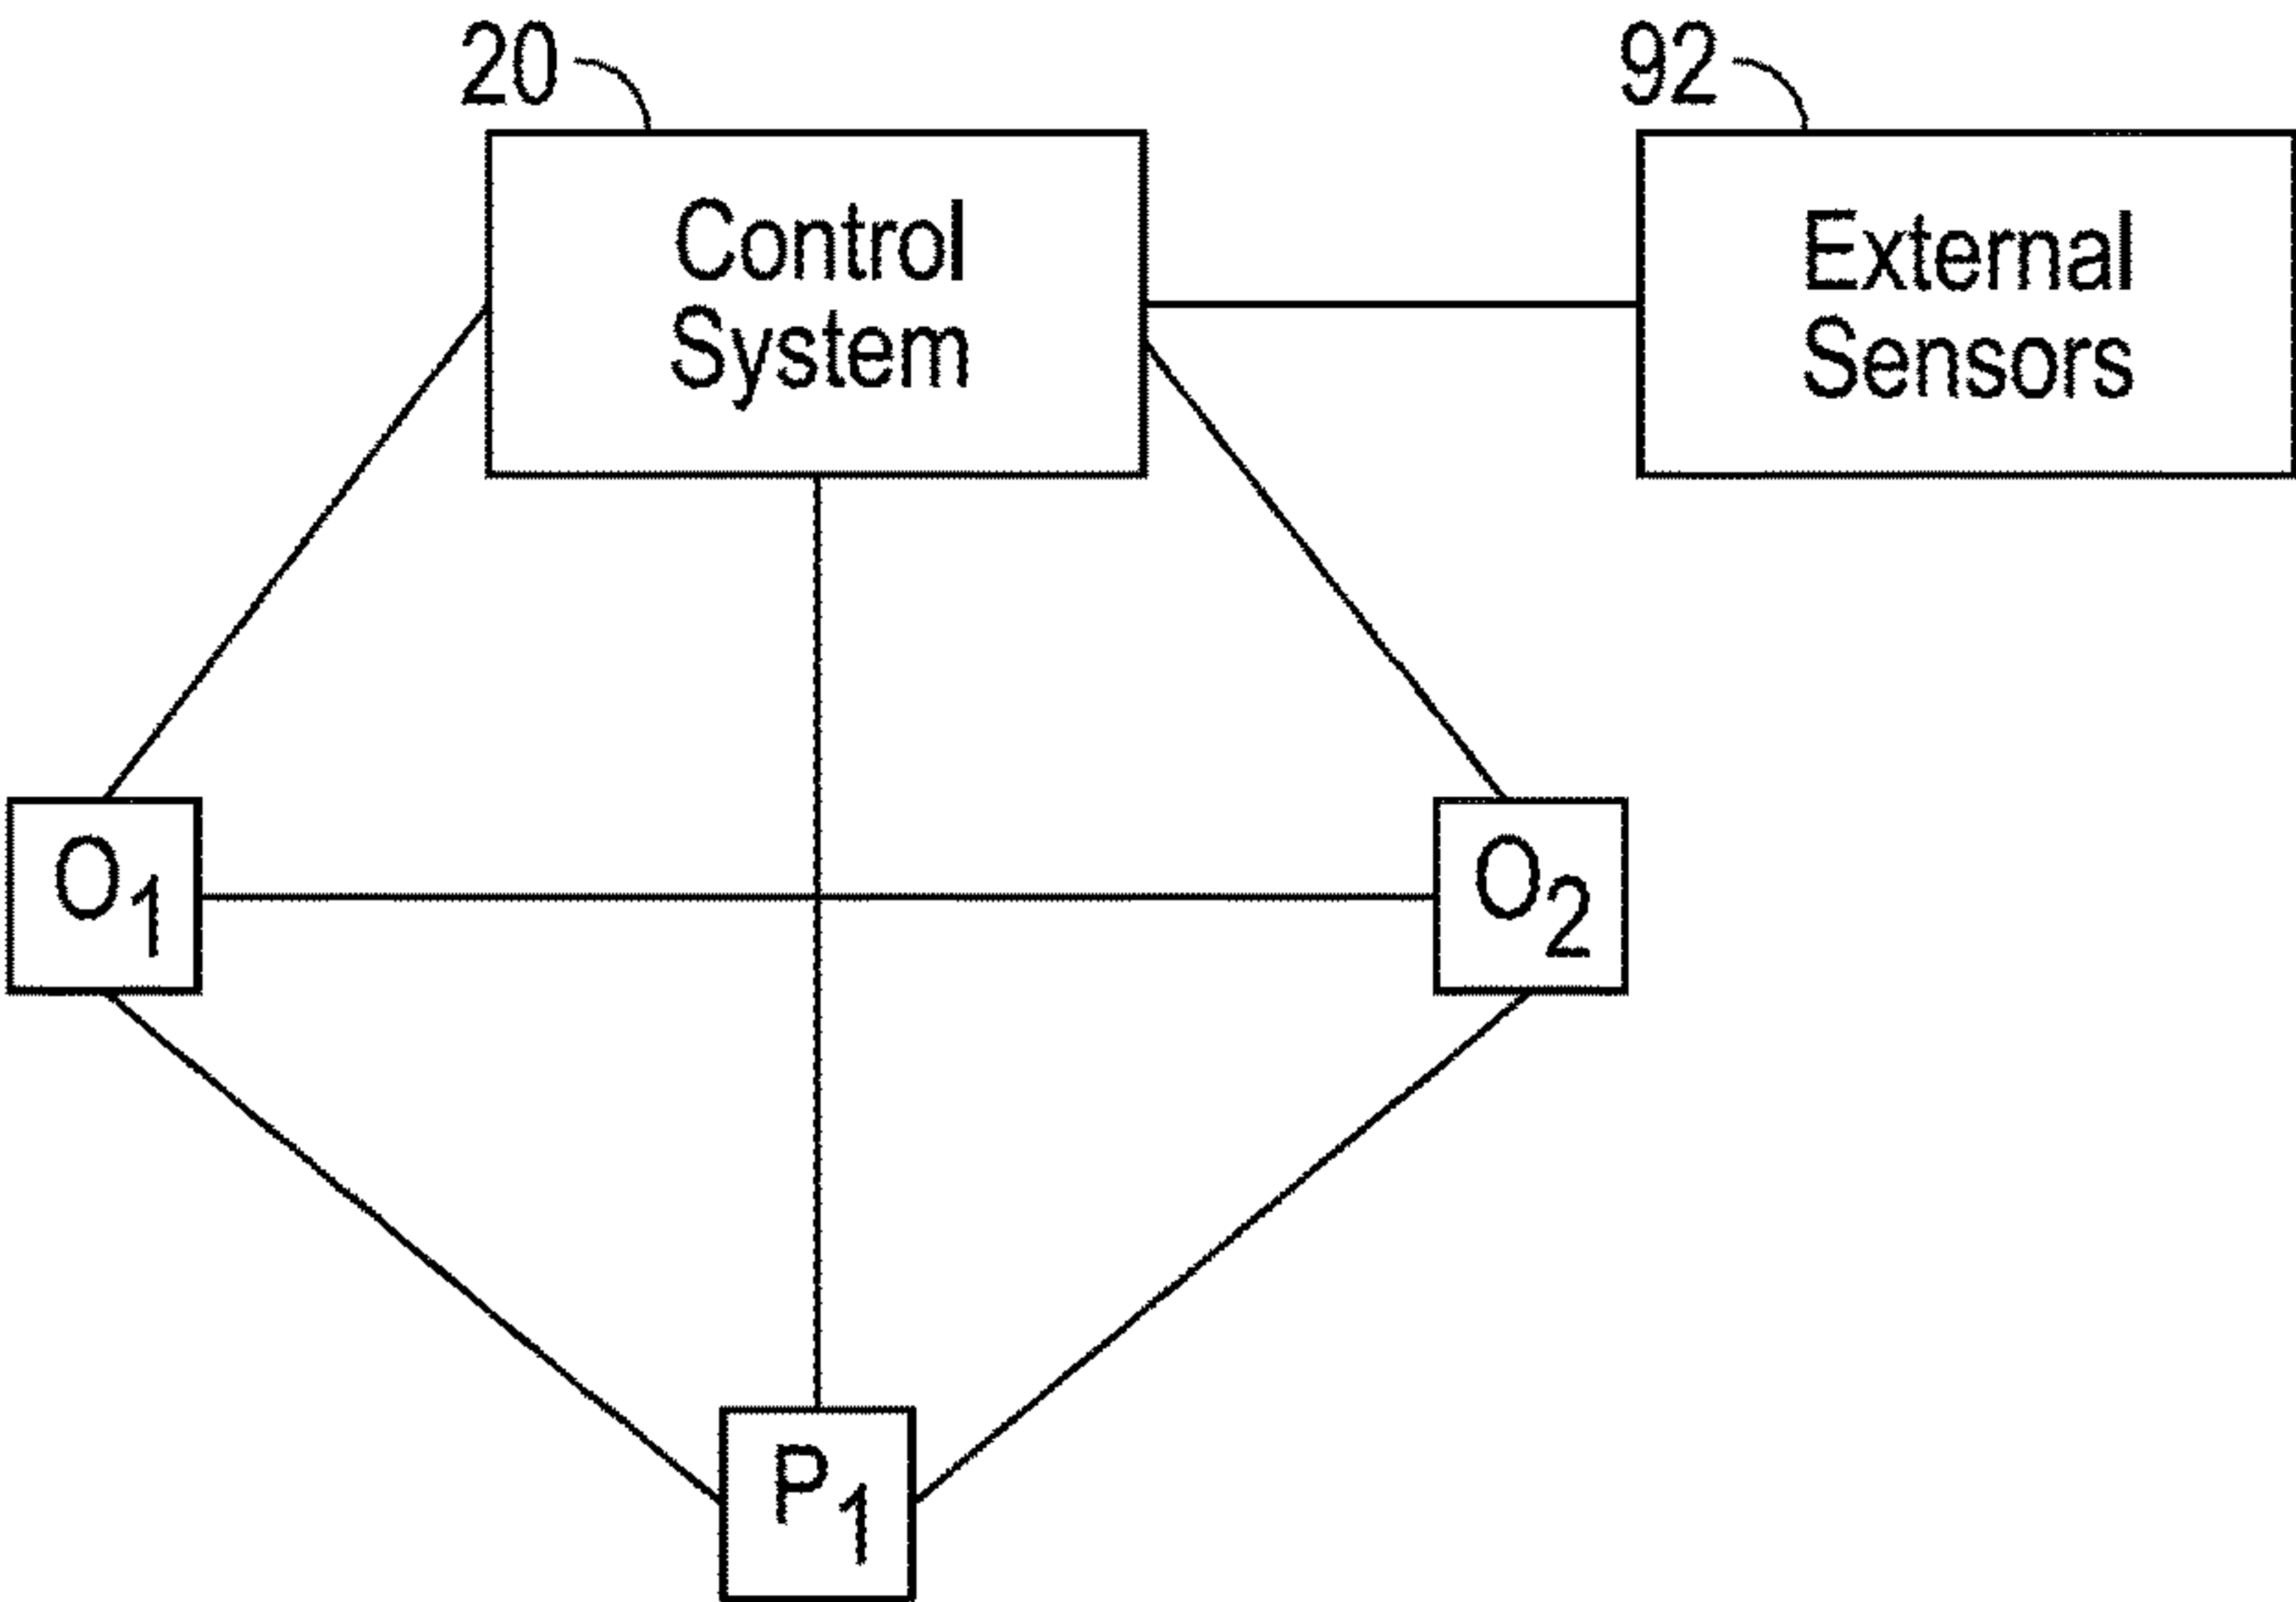 20
92
Control
System
External
Sensors
O1
O2
P1